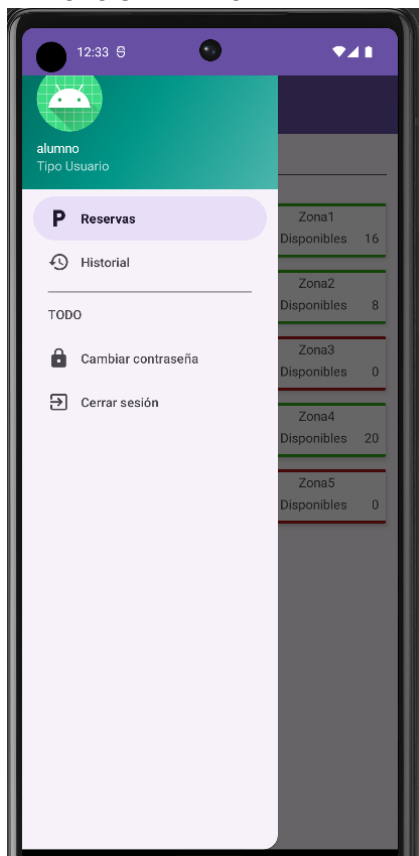 12:33
alumno
Tipo Usuario
P Reservas
Historial
TODO
Cambiar contraseña
Cerrar sesión
Zona1
Disponibles 16
Zona2
Disponibles 8
Zona3
Disponibles 0
Zona4
Disponibles 20
Zona5
Disponibles 0